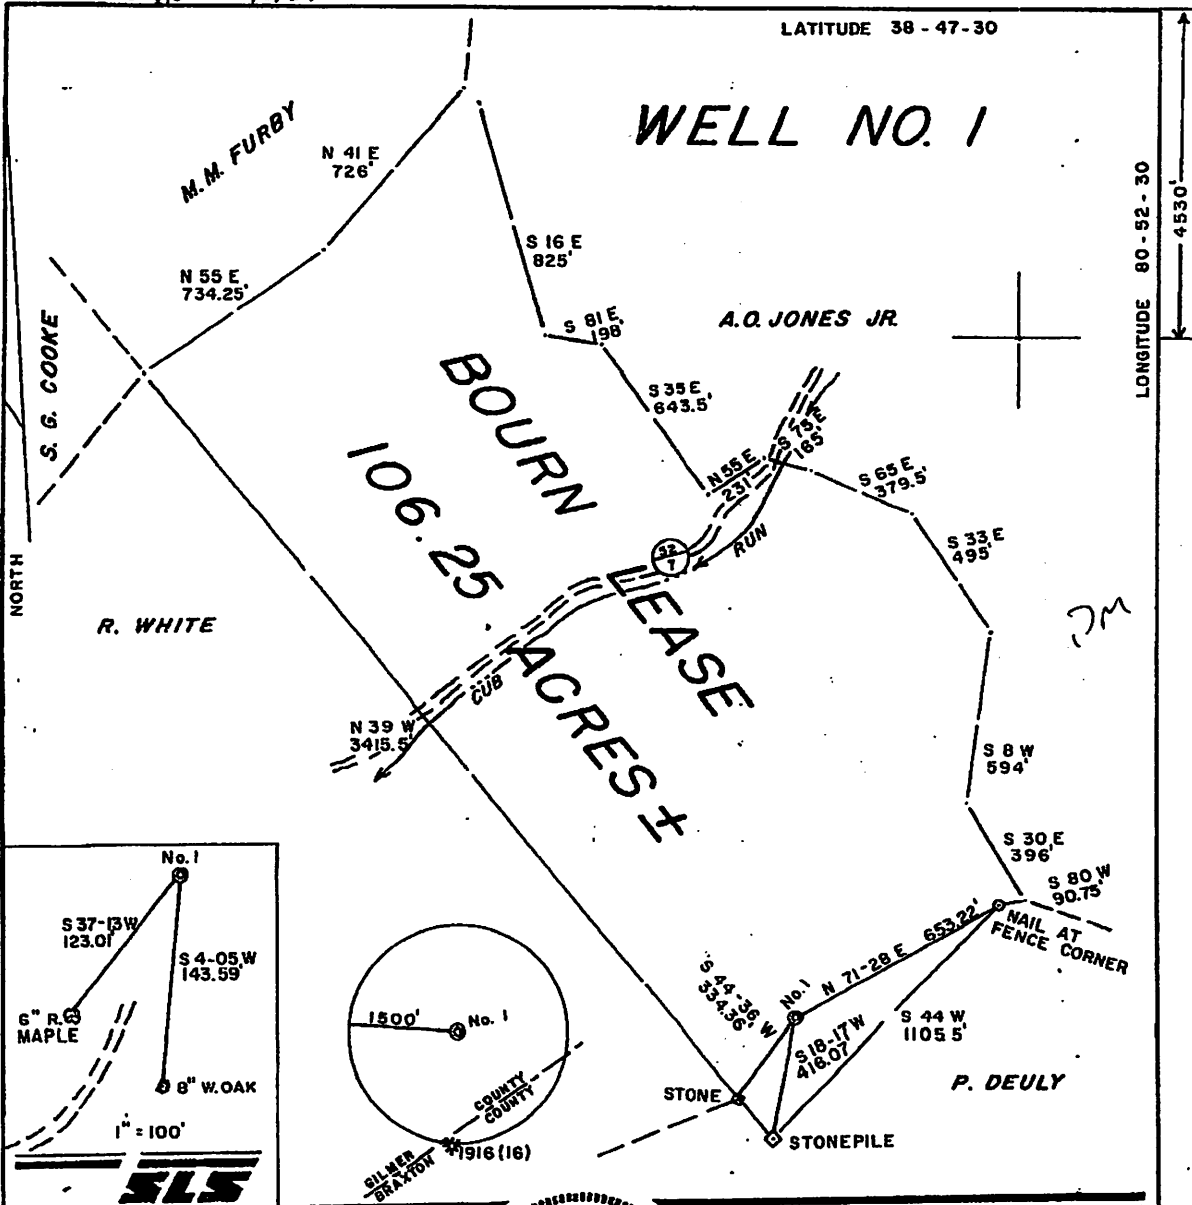 LATITUDE 38 - 47 - 30
WELL NO. 1
M. M. FURBY
N 41 E
726'
LONGITUDE 80 - 52 - 30
4530'
S 16 E
825'
N 55 E
734.25'
S. G. COOKE
S 81 E
198'
A.O. JONES JR.
S 35 E
643.5'
BOURN
LEASE
106.25
ACRES ±
N 55 E
231'
S 75 E
165'
S 65 E
379.5'
S 33 E
495'
32
7
RUN
CUB
NORTH
R. WHITE
N 39 W
3415.5'
S 8 W
594'
S 30 E
396'
S 80 W
90.75'
NAIL AT
FENCE CORNER
N 71-28 E 653.22'
No. 1
S 44-36 W
334.36'
S 18-17 W
416.07'
S 44 W
1105.5'
P. DEULY
STONE
STONEPILE
No. 1
S 37-13 W
123.01'
S 4-05 W
143.59'
6" R.
MAPLE
8" W. OAK
1" = 100'
SLS
1500'
No. 1
COUNTY
COUNTY
GILMER
BRAXTON
1916 (16)